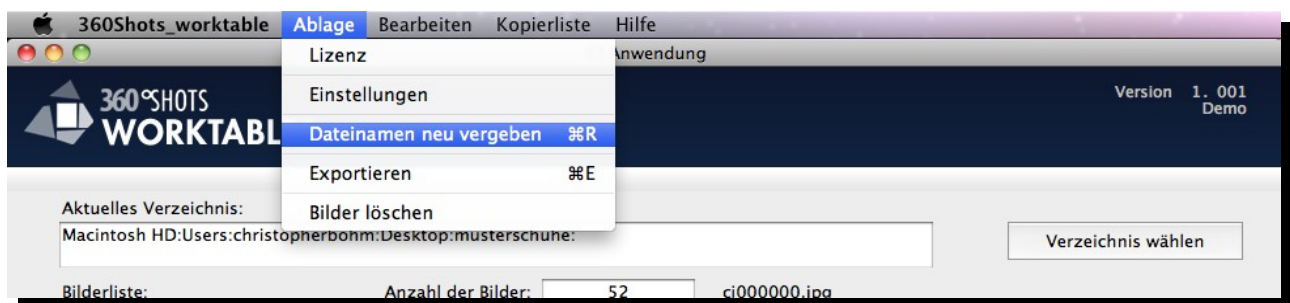 360Shots_worktable Ablage Bearbeiten Kopierliste Hilfe
Anwendung
Lizenz
Einstellungen
Dateinamen neu vergeben ⌘R
Exportieren ⌘E
Bilder löschen
360°SHOTS
WORKTABL
Version 1. 001
Demo
Aktuelles Verzeichnis:
Macintosh HD:Users:christopherbohm:Desktop:musterschuhe:
Verzeichnis wählen
Bilderliste: Anzahl der Bilder: 52 ci000000.jpg